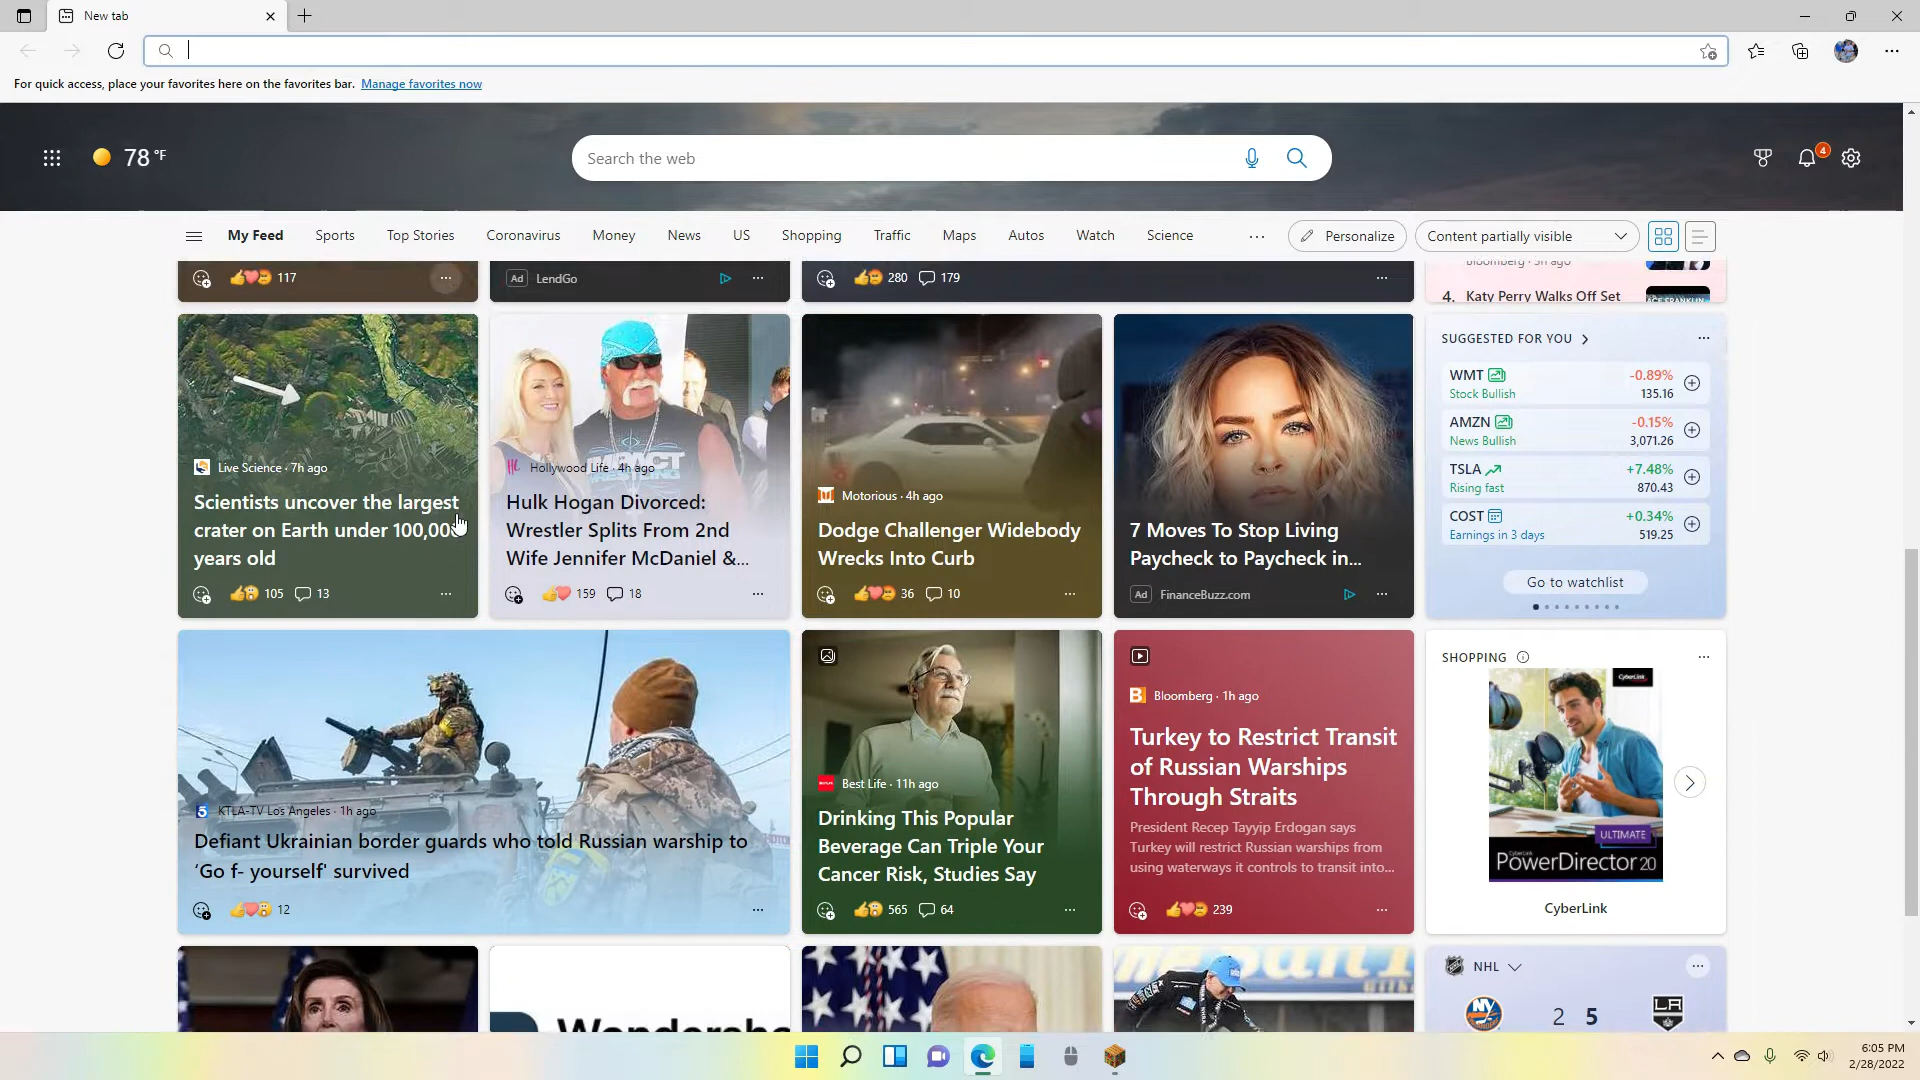 New tab
For quick access, place your favorites here on the favorites bar. Manage favorites now
78 °F
Search the web
4
My Feed
Sports
Top Stories
Coronavirus
Money
News
US
Shopping
Traffic
Maps
Autos
Watch
Science
Personalize
Content partially visible
117
Ad LendGo
280
179
Bloomberg · 5h ago
4. Katy Perry Walks Off Set
Live Science · 7h ago
Scientists uncover the largest
crater on Earth under 100,000
years old
105
13
IMPACT
WRESTLING
Hollywood Life · 4h ago
Hulk Hogan Divorced:
Wrestler Splits From 2nd
Wife Jennifer McDaniel &...
159
18
Motorious · 4h ago
Dodge Challenger Widebody
Wrecks Into Curb
36
10
7 Moves To Stop Living
Paycheck to Paycheck in...
Ad FinanceBuzz.com
SUGGESTED FOR YOU
WMT -0.89%
Stock Bullish 135.16
AMZN -0.15%
News Bullish 3,071.26
TSLA +7.48%
Rising fast 870.43
COST +0.34%
Earnings in 3 days 519.25
Go to watchlist
KTLA-TV Los Angeles · 1h ago
Defiant Ukrainian border guards who told Russian warship to
‘Go f- yourself' survived
12
Best Life · 11h ago
Drinking This Popular
Beverage Can Triple Your
Cancer Risk, Studies Say
565
64
Bloomberg · 1h ago
Turkey to Restrict Transit
of Russian Warships
Through Straits
President Recep Tayyip Erdogan says
Turkey will restrict Russian warships from
using waterways it controls to transit into...
239
SHOPPING
CyberLink
ULTIMATE
PowerDirector 20
CyberLink
NHL
NY
2 5
LA
6:05 PM
2/28/2022